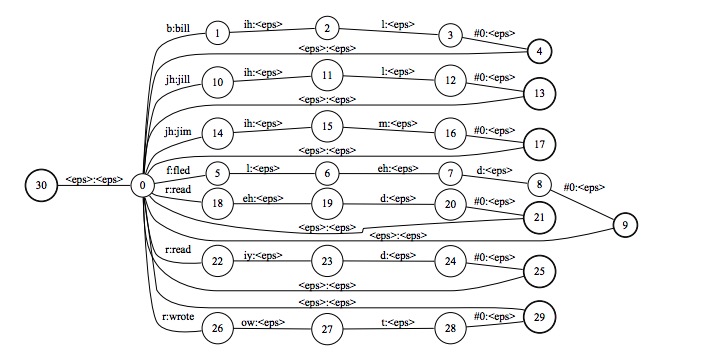 b:bill 1 ih:<eps> 2 l:<eps> 3 #0:<eps> 4
<eps>:<eps>
jh:jill 10 ih:<eps> 11 l:<eps> 12 #0:<eps> 13
<eps>:<eps>
jh:jim 14 ih:<eps> 15 m:<eps> 16 #0:<eps> 17
<eps>:<eps>
30 <eps>:<eps> 0 f:fled 5 l:<eps> 6 eh:<eps> 7 d:<eps> 8 #0:<eps> 9
r:read 18 eh:<eps> 19 d:<eps> 20 #0:<eps> 21
<eps>:<eps>
<eps>:<eps>
r:read 22 iy:<eps> 23 d:<eps> 24 #0:<eps> 25
<eps>:<eps>
<eps>:<eps>
r:wrote 26 ow:<eps> 27 t:<eps> 28 #0:<eps> 29